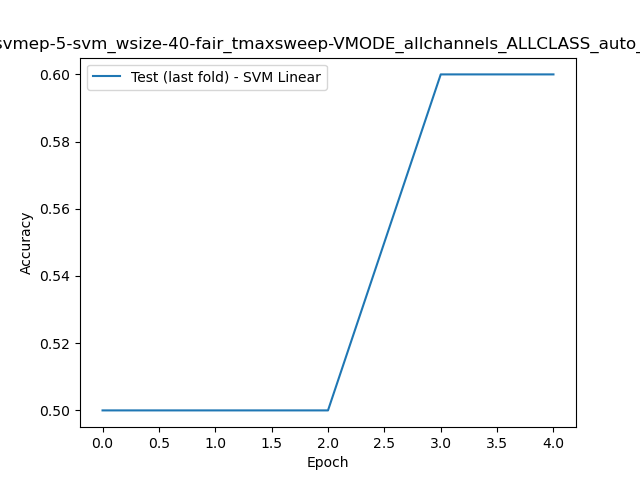 svmep-5-svm_wsize-40-fair_tmaxsweep-VMODE_allchannels_ALLCLASS_auto_
Test (last fold) - SVM Linear
Accuracy
0.60
0.58
0.56
0.54
0.52
0.50
0.0 0.5 1.0 1.5 2.0 2.5 3.0 3.5 4.0
Epoch